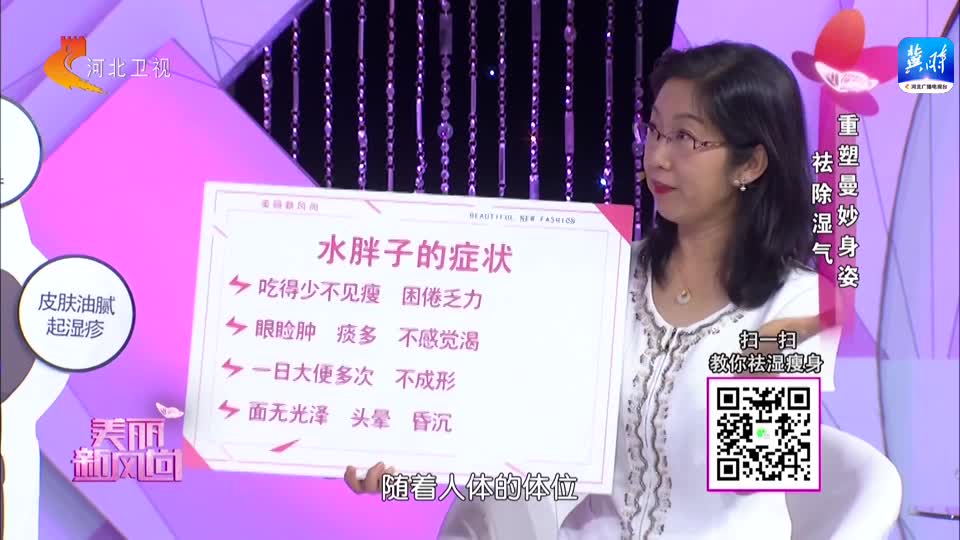 河北卫视
冀时
河北广播电视台
重塑曼妙身姿
祛除湿气
美丽新风尚
BEAUTIFUL NEW FASHION
水胖子的症状
吃得少不见瘦 困倦乏力
眼睑肿 痰多 不感觉渴
一日大便多次 不成形
面无光泽 头晕 昏沉
皮肤油腻
起湿疹
扫一扫
教你祛湿瘦身
美丽
新风尚
随着人体的体位